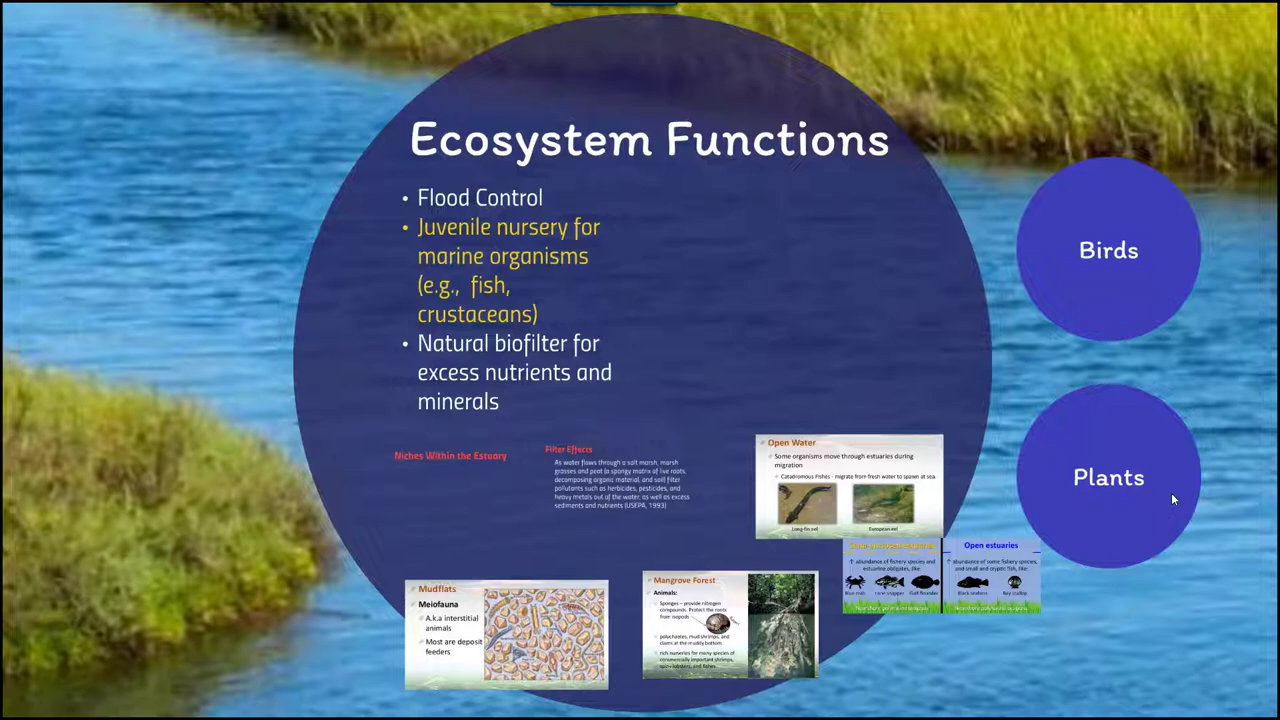 Ecosystem Functions
• Flood Control
• Juvenile nursery for
marine organisms
(e.g., fish,
crustaceans)
• Natural biofilter for
excess nutrients and
minerals
Birds
Plants
Niches Within the Estuary
Filter Effects
As water flows through a salt marsh, marsh
grasses and peat (a spongy matrix of live roots,
decomposing organic material, and soil) filter
pollutants such as herbicides, pesticides, and
heavy metals out of the water, as well as excess
sediments and nutrients (USEPA, 1993)
Open Water
Some organisms move through estuaries during
migration
Catadromous Fishes - migrate from fresh water to spawn at sea.
Long-fin eel
European eel
Open estuaries
↑ abundance of fishery species and
estuarine obligates, like:
Gulf flounder
↑ abundance of some fishery species,
and small and cryptic fish, like:
Bay scallop
Mudflats
Meiofauna
A.k.a interstitial
animals
Most are deposit
feeders
Mangrove Forest
Animals:
Sponges – provide nitrogen
compounds. Protect the roots
from isopods
polychaetes, mud shrimps, and
clams at the muddy bottom
rich nurseries for many species of
commercially important shrimps,
spiny lobsters, and fishes